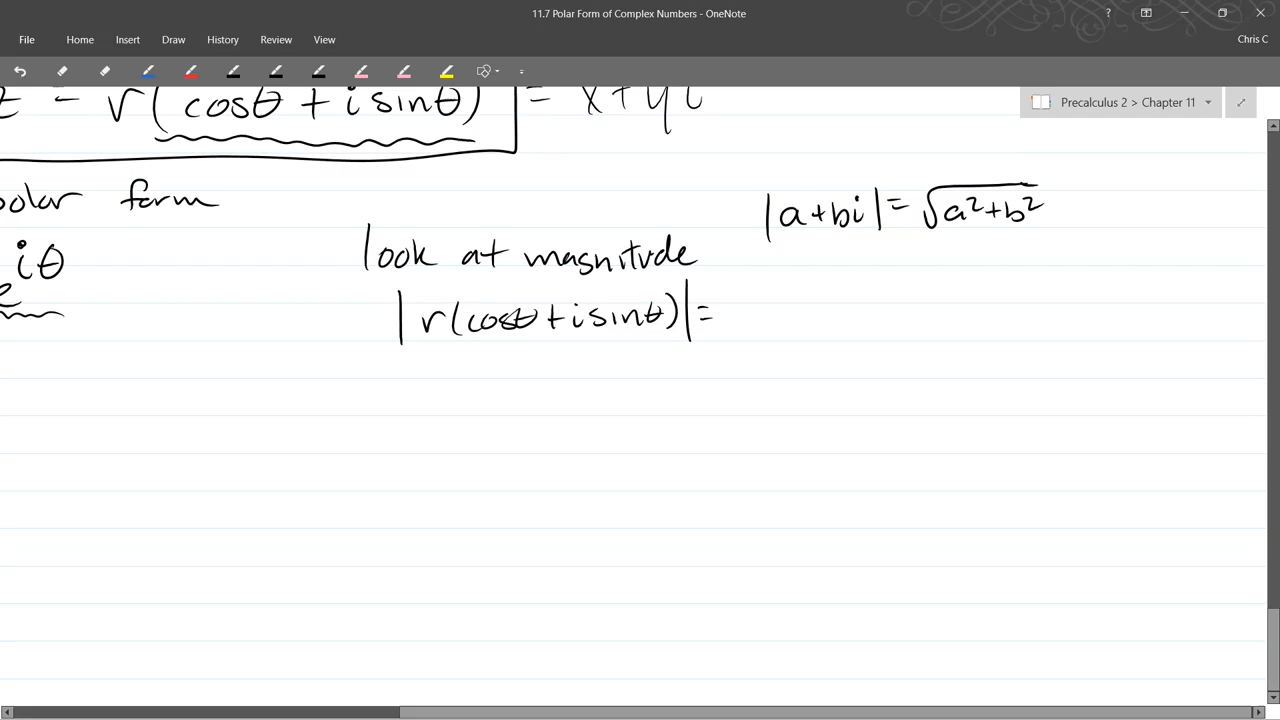 11.7 Polar Form of Complex Numbers - OneNote
File Home Insert Draw History Review View
Chris C
Precalculus 2 > Chapter 11
z = r(cosθ + i sinθ) = x + yi
polar form
|a+bi| = √a²+b²
e^iθ
look at magnitude
|r(cosθ + i sinθ)| =